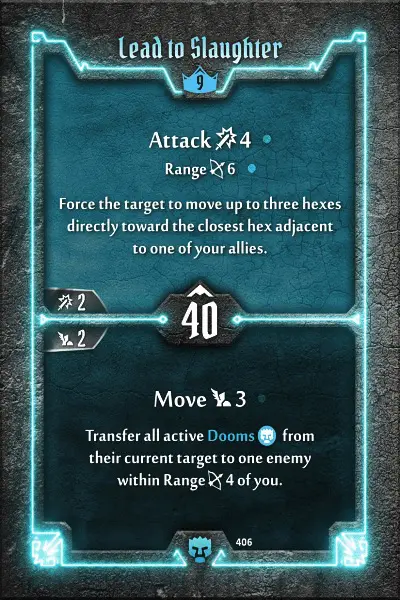 Lead to Slaughter
9
Attack 4
Range 6
Force the target to move up to three hexes
directly toward the closest hex adjacent
to one of your allies.
2
40
2
Move 3
Transfer all active Dooms from
their current target to one enemy
within Range 4 of you.
406